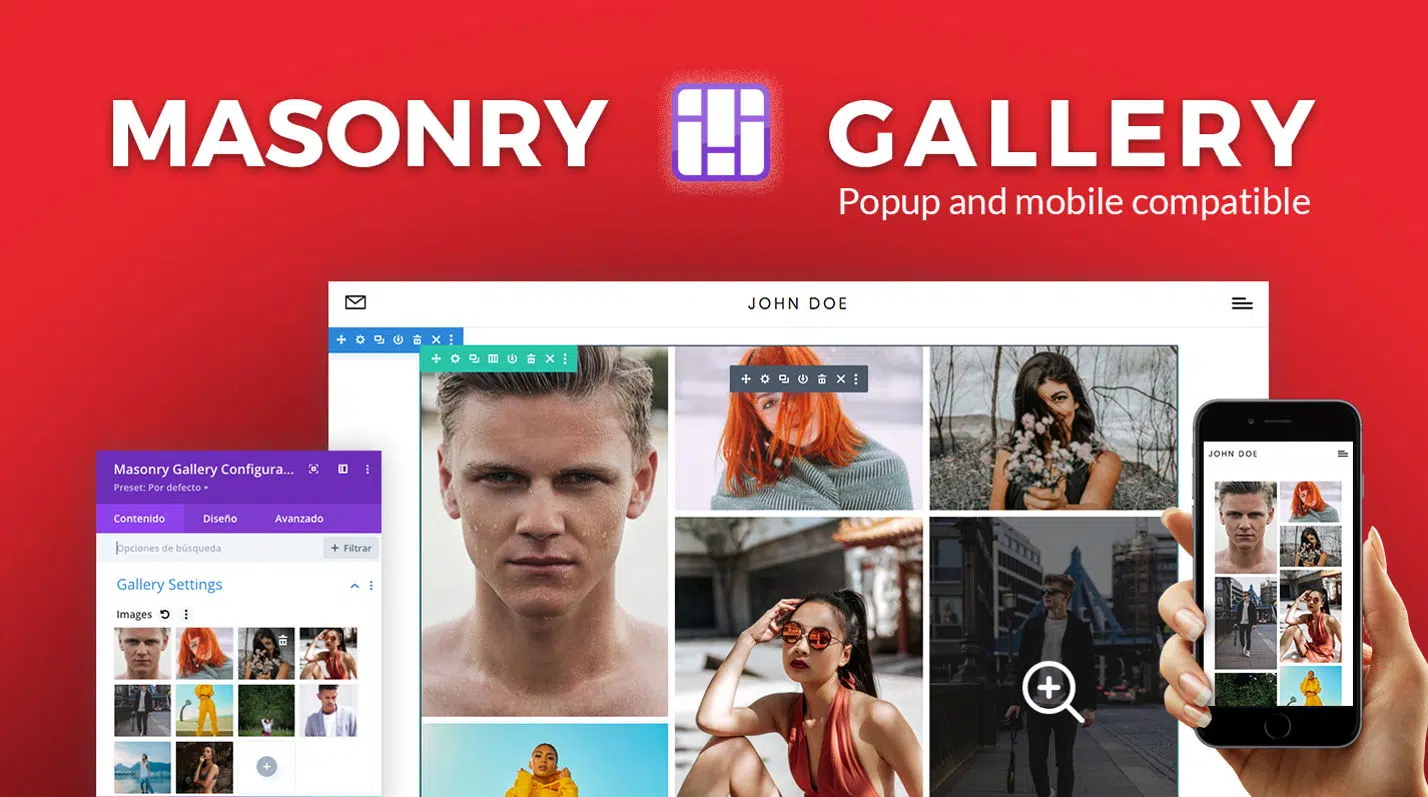 MASONRY GALLERY
Popup and mobile compatible
JOHN DOE
Masonry Gallery Configura...
Preset: Por defecto
Contenido Diseño Avanzado
Opciones de búsqueda + Filtrar
Gallery Settings
Images
JOHN DOE